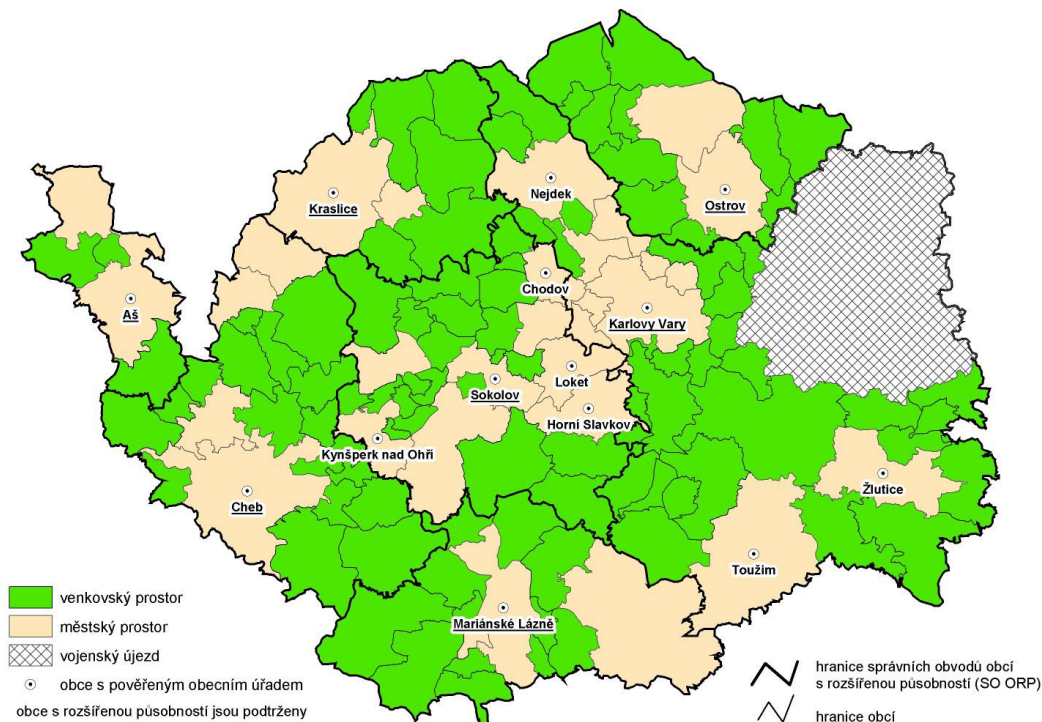 Nejdek
Kraslice
Ostrov
Chodov
Aš
Karlovy Vary
Loket
Sokolov
Horní Slavkov
Kynšperk nad Ohří
Žlutice
Cheb
Toužim
Mariánské Lázně
venkovský prostor
městský prostor
vojenský újezd
obce s pověřeným obecním úřadem
obce s rozšířenou působností jsou podtrženy
hranice správních obvodů obcí
s rozšířenou působností (SO ORP)
hranice obcí